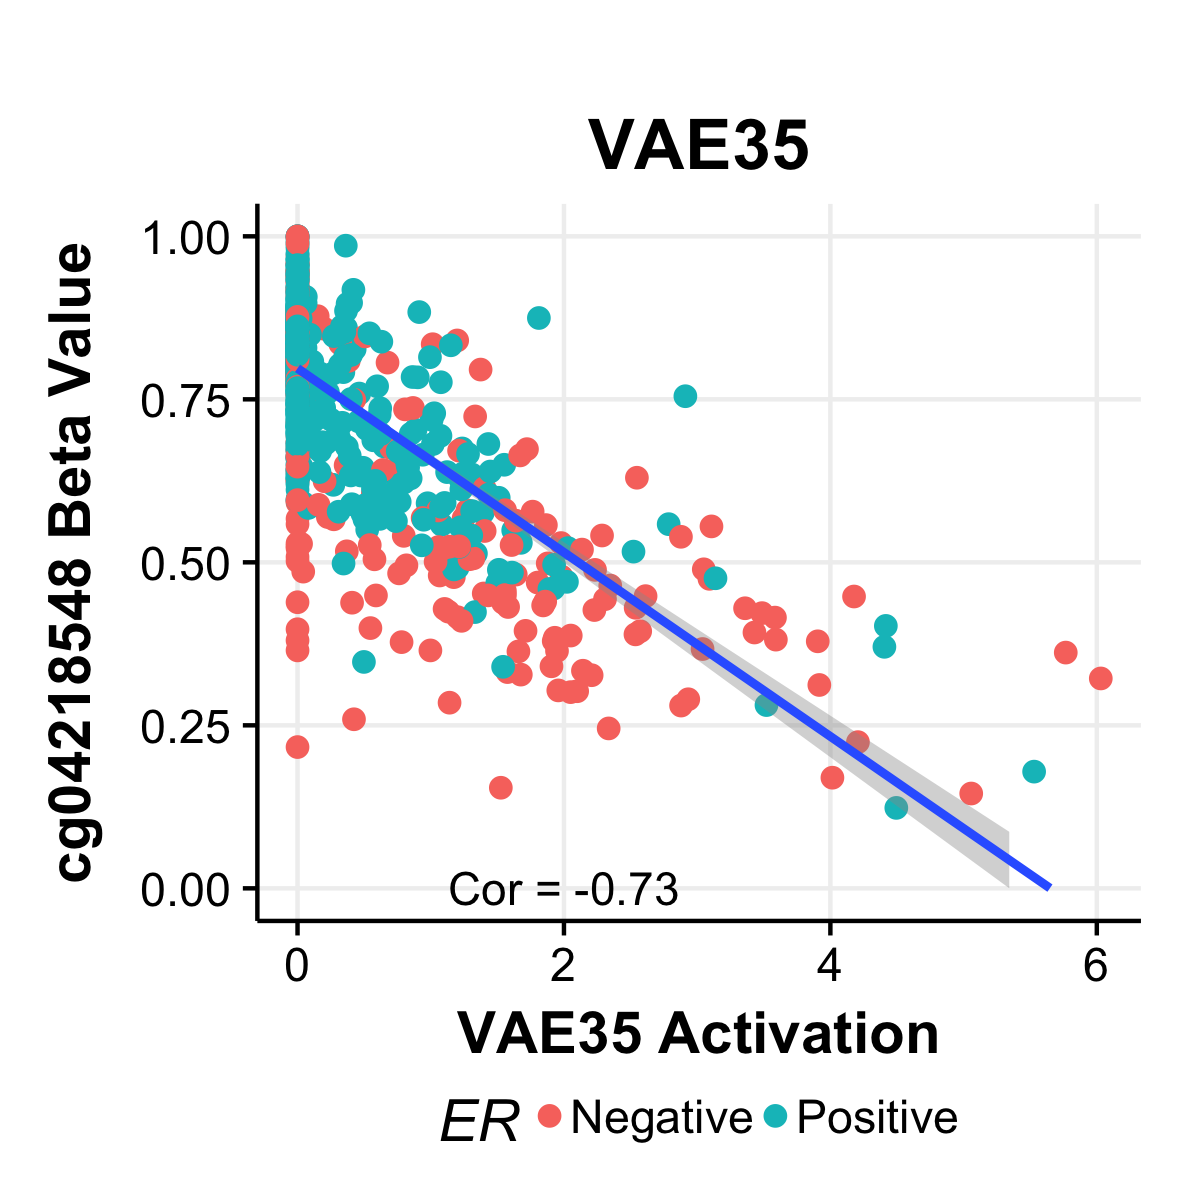 VAE35
cg04218548 Beta Value
1.00
0.75
0.50
0.25
0.00
Cor = -0.73
0 2 4 6
VAE35 Activation
ER Negative Positive